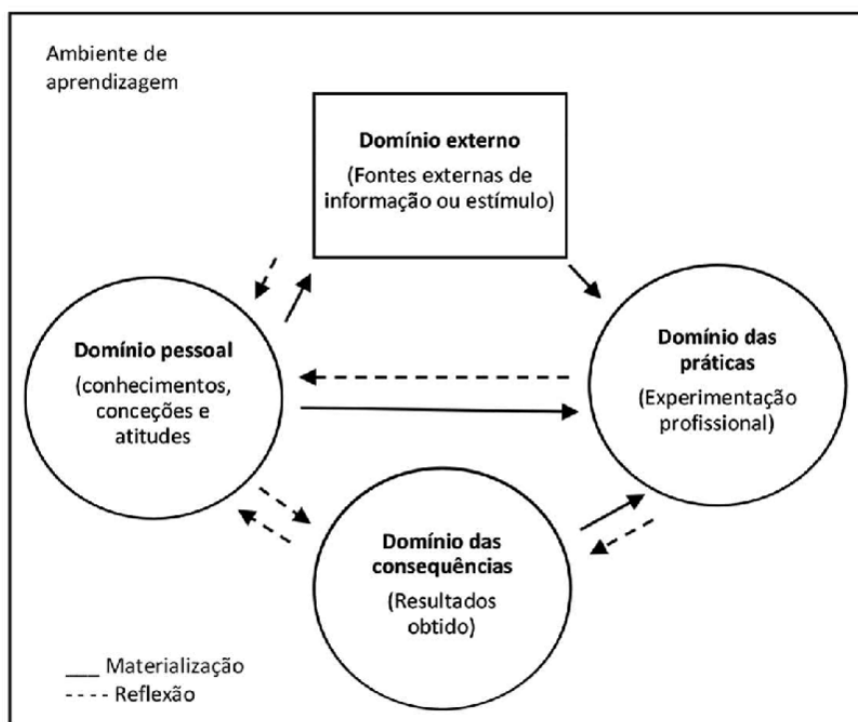 Ambiente de
aprendizagem
Domínio externo
(Fontes externas de
informação ou estímulo)
Domínio pessoal
(conhecimentos,
conceções e
atitudes
Domínio das
práticas
(Experimentação
profissional)
Domínio das
consequências
(Resultados
obtido)
___ Materialização
---- Reflexão